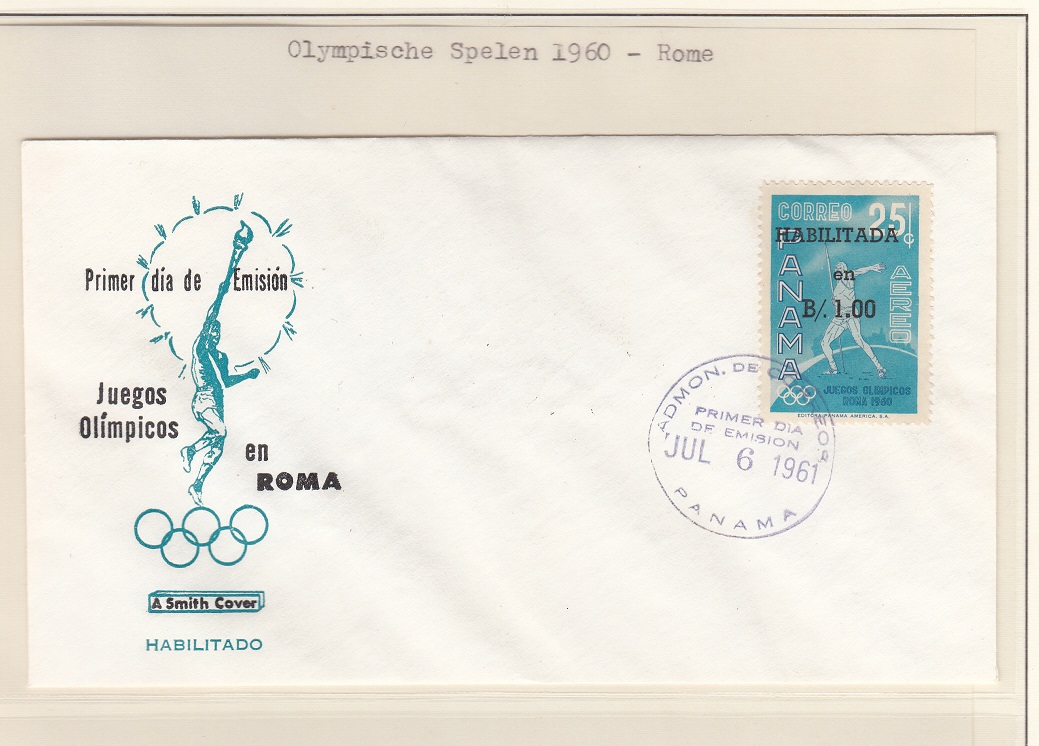 Olympische Spelen 1960 - Rome
Primer día de Emisión
Juegos
Olímpicos
en
ROMA
A Smith Cover
HABILITADO
CORREO 25¢
HABILITADA
en
B/. 1.00
PANAMA
AEREO
JUEGOS OLIMPICOS
ROMA 1960
EDITORA PANAMA AMERICA, S.A.
ADMON. DE CORREOS
PRIMER DIA
DE EMISION
JUL 6 1961
PANAMA